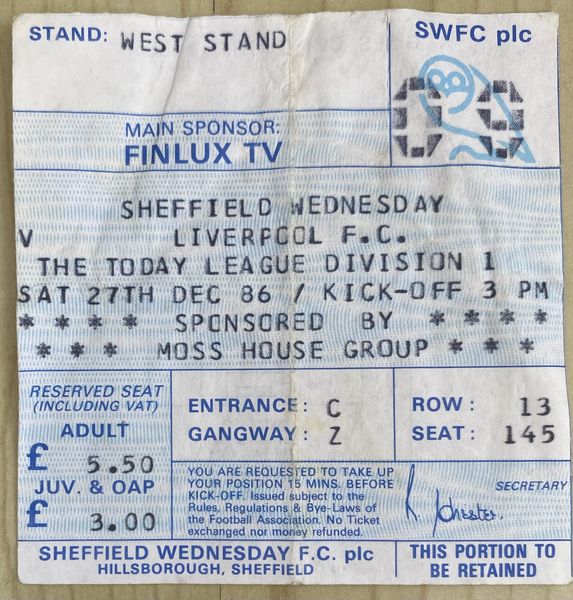 STAND: WEST STAND
SWFC plc
09
MAIN SPONSOR:
FINLUX TV
SHEFFIELD WEDNESDAY
V LIVERPOOL F.C.
THE TODAY LEAGUE DIVISION 1
SAT 27TH DEC 86 / KICK-OFF 3 PM
* * * * SPONSORED BY * * * *
* * * MOSS HOUSE GROUP * * *
RESERVED SEAT
(INCLUDING VAT)
ADULT
£ 5.50
JUV. & OAP
£ 3.00
ENTRANCE: C
GANGWAY: Z
ROW: 13
SEAT: 145
YOU ARE REQUESTED TO TAKE UP
YOUR POSITION 15 MINS. BEFORE
KICK-OFF. Issued subject to the
Rules, Regulations & Bye-Laws of
the Football Association. No Ticket
exchanged nor money refunded.
SECRETARY
SHEFFIELD WEDNESDAY F.C. plc
HILLSBOROUGH, SHEFFIELD
THIS PORTION TO
BE RETAINED